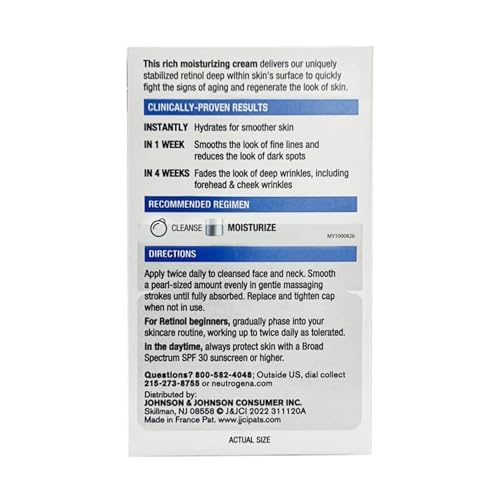 This rich moisturizing cream delivers our uniquely
stabilized retinol deep within skin's surface to quickly
fight the signs of aging and regenerate the look of skin.
CLINICALLY-PROVEN RESULTS
INSTANTLY Hydrates for smoother skin
IN 1 WEEK Smooths the look of fine lines and
reduces the look of dark spots
IN 4 WEEKS Fades the look of deep wrinkles, including
forehead & cheek wrinkles
RECOMMENDED REGIMEN
CLEANSE MOISTURIZE
MY1000826
DIRECTIONS
Apply twice daily to cleansed face and neck. Smooth
a pearl-sized amount evenly in gentle massaging
strokes until fully absorbed. Replace and tighten cap
when not in use.
For Retinol beginners, gradually phase into your
skincare routine, working up to twice daily as tolerated.
In the daytime, always protect skin with a Broad
Spectrum SPF 30 sunscreen or higher.
Questions? 800-582-4048; Outside US, dial collect
215-273-8755 or neutrogena.com
Distributed by:
JOHNSON & JOHNSON CONSUMER INC.
Skillman, NJ 08558 © J&JCI 2022 311120A
Made in France Pat. www.jjcipats.com
ACTUAL SIZE